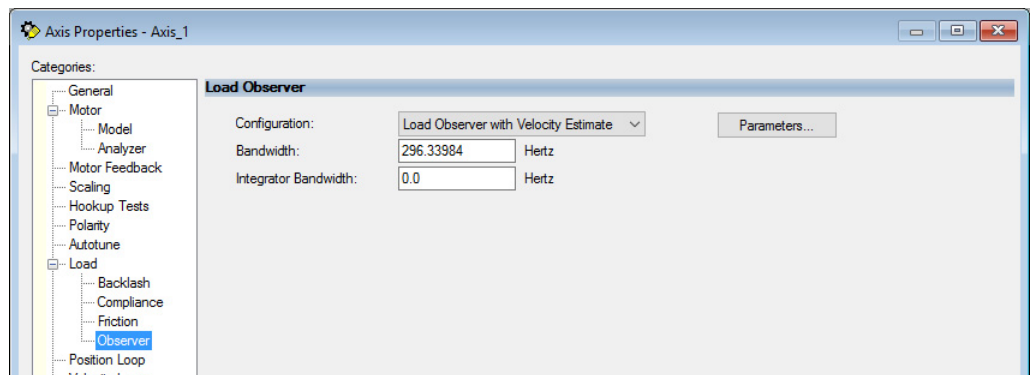 Axis Properties - Axis_1
Categories:
General
Motor
Model
Analyzer
Motor Feedback
Scaling
Hookup Tests
Polarity
Autotune
Load
Backlash
Compliance
Friction
Observer
Position Loop
Load Observer
Configuration: Load Observer with Velocity Estimate Parameters...
Bandwidth: 296.33984 Hertz
Integrator Bandwidth: 0.0 Hertz